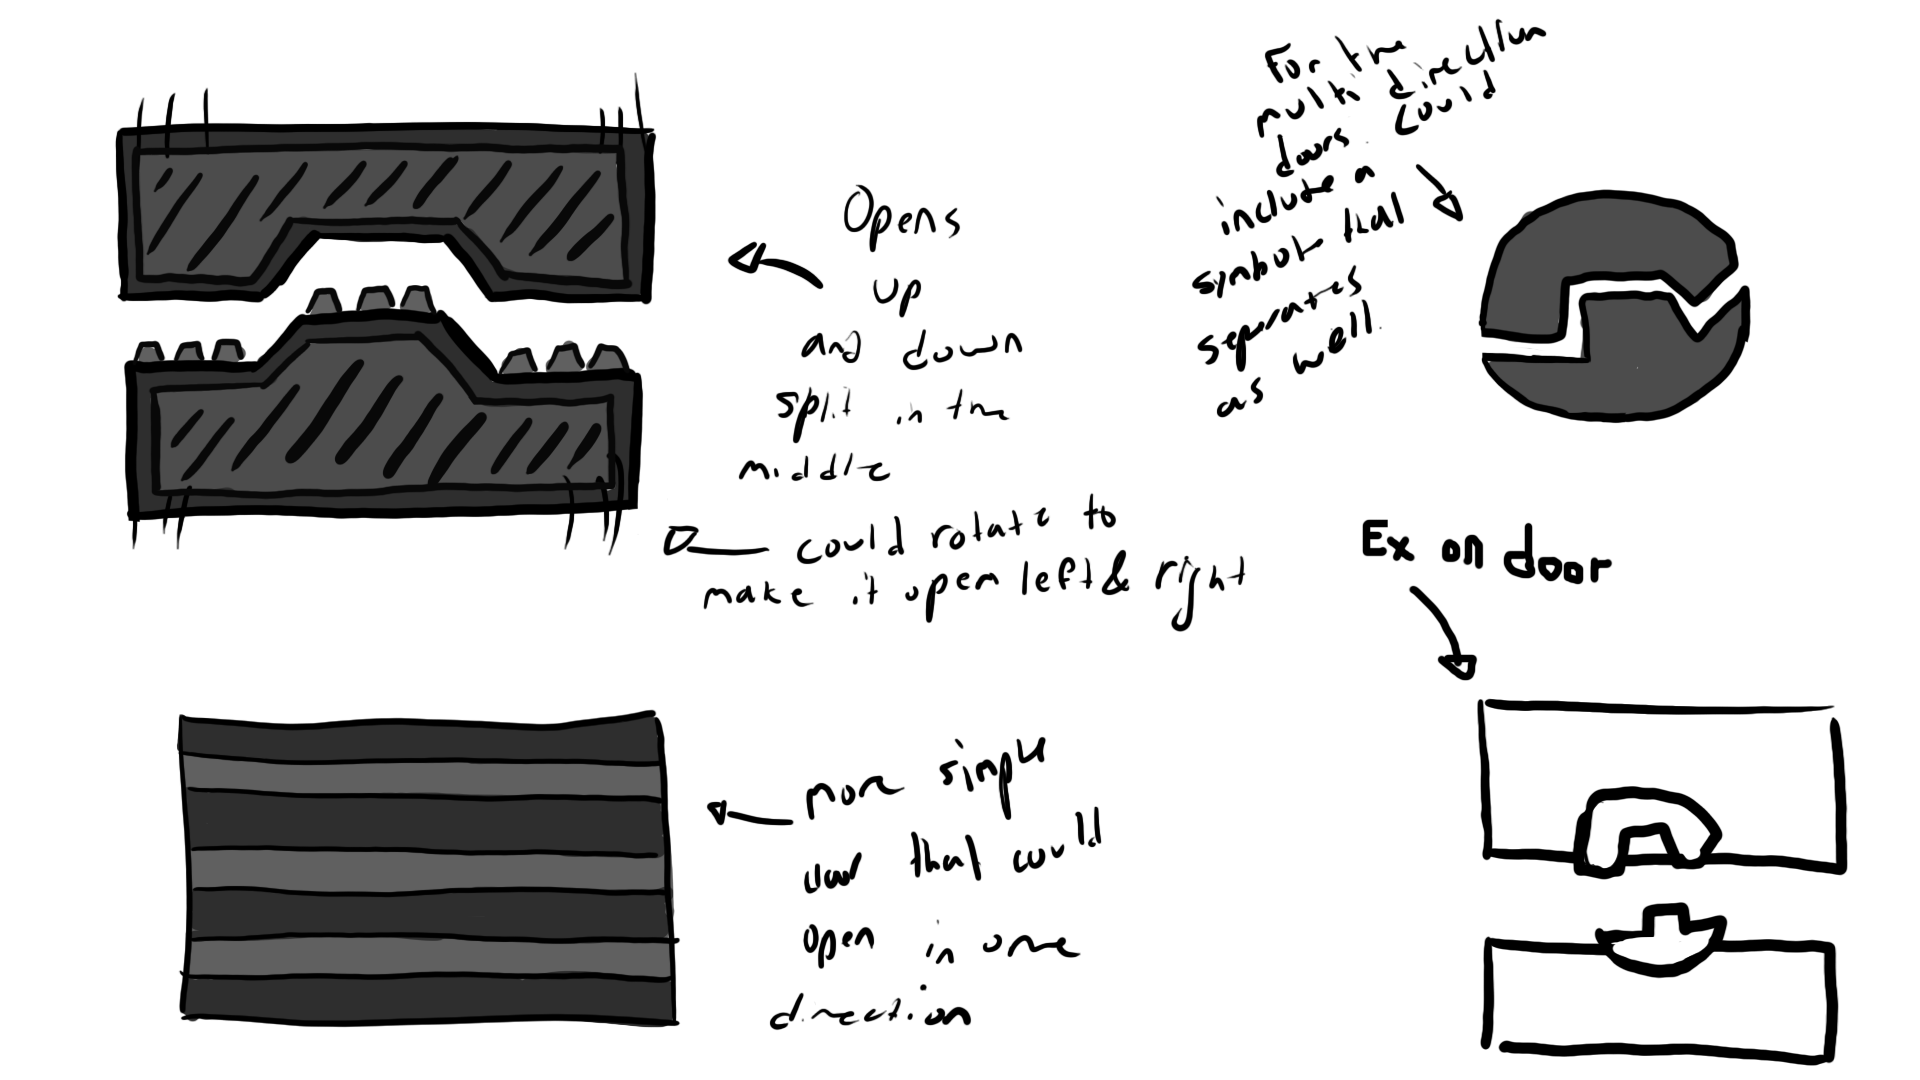 Opens
up
and down
split in the
middle
could rotate to
make it open left & right
more simple
door that could
open in one
direction
For the
multi direction
doors. Could
include a
symbol that
separates
as well.
Ex on door